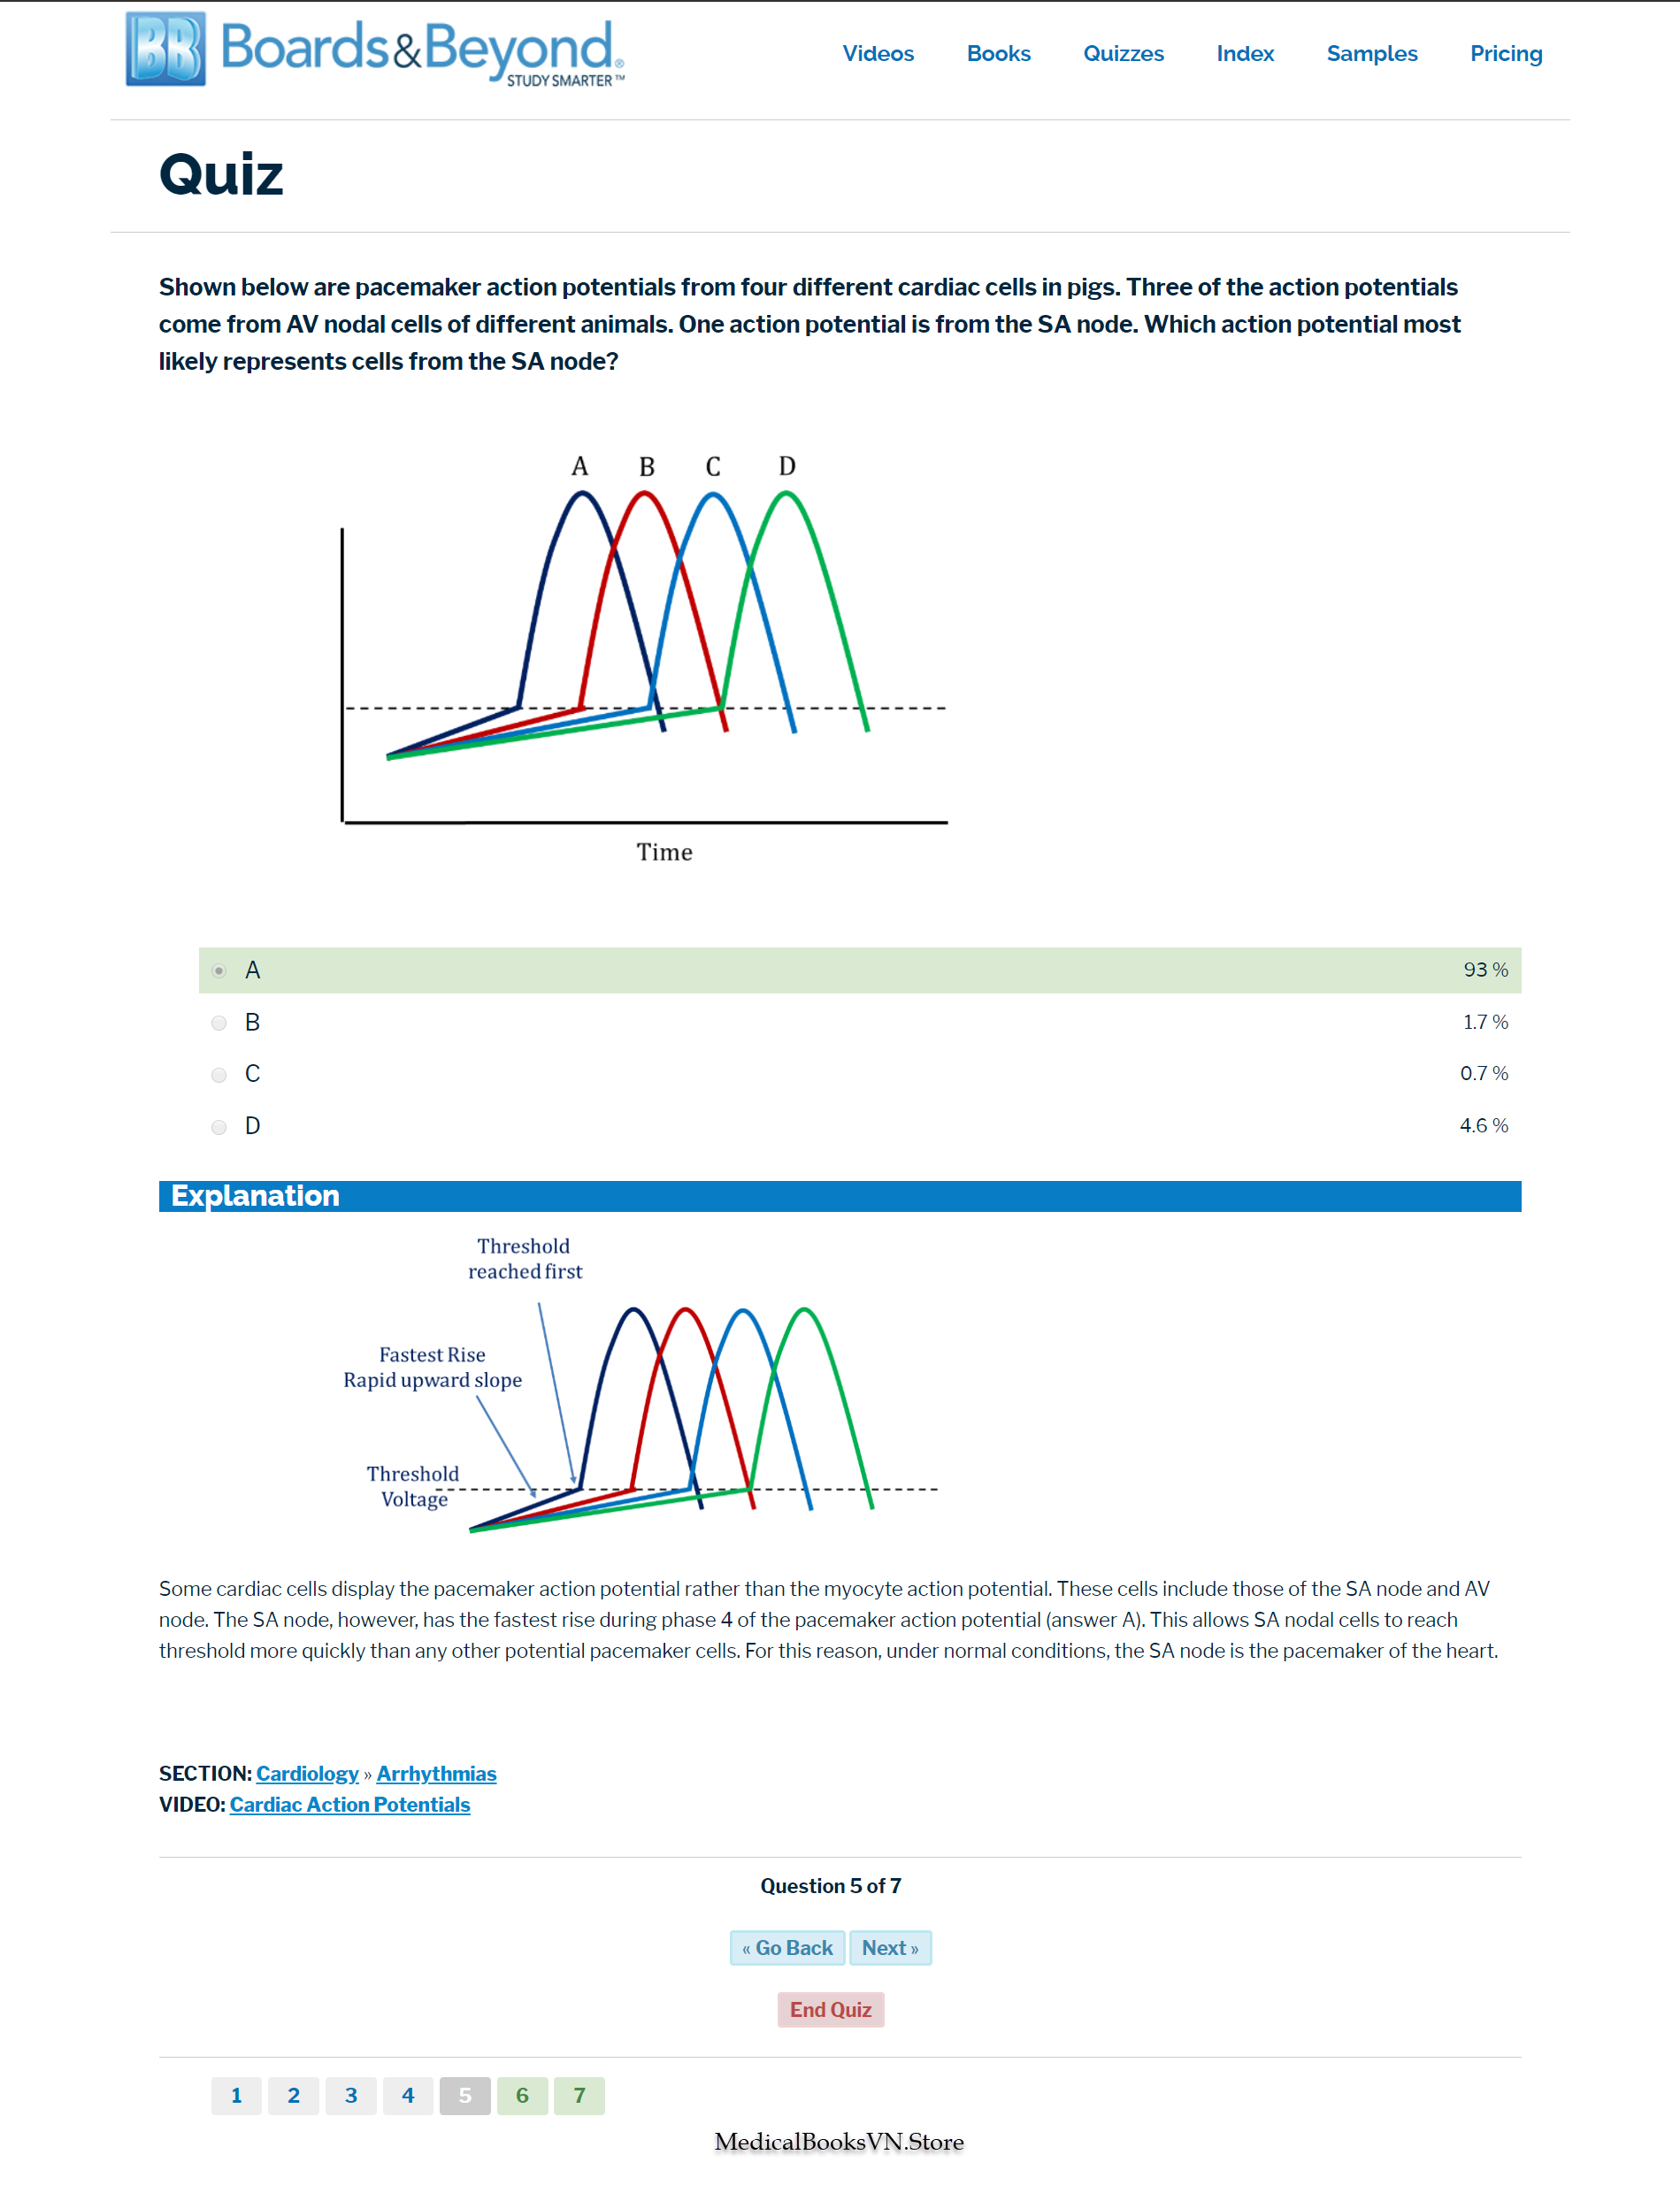 BB Boards&Beyond®
STUDY SMARTER™
Videos Books Quizzes Index Samples Pricing
Quiz
Shown below are pacemaker action potentials from four different cardiac cells in pigs. Three of the action potentials
come from AV nodal cells of different animals. One action potential is from the SA node. Which action potential most
likely represents cells from the SA node?
A B C D
Time
A 93 %
B 1.7 %
C 0.7 %
D 4.6 %
Explanation
Threshold
reached first
Fastest Rise
Rapid upward slope
Threshold
Voltage
Some cardiac cells display the pacemaker action potential rather than the myocyte action potential. These cells include those of the SA node and AV
node. The SA node, however, has the fastest rise during phase 4 of the pacemaker action potential (answer A). This allows SA nodal cells to reach
threshold more quickly than any other potential pacemaker cells. For this reason, under normal conditions, the SA node is the pacemaker of the heart.
SECTION: Cardiology » Arrhythmias
VIDEO: Cardiac Action Potentials
Question 5 of 7
« Go Back Next »
End Quiz
1 2 3 4 5 6 7
MedicalBooksVN.Store